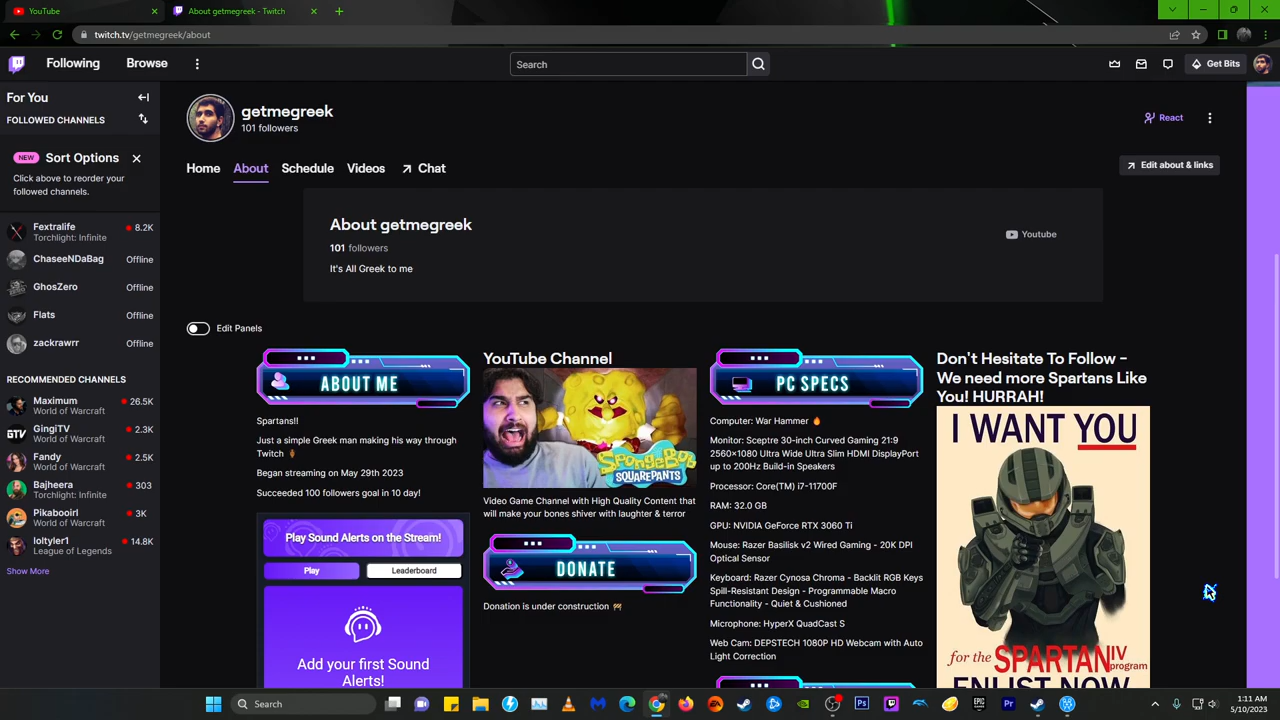 YouTube
About getmegreek - Twitch
twitch.tv/getmegreek/about
Following
Browse
Search
Get Bits
For You
FOLLOWED CHANNELS
NEW
Sort Options
Click above to reorder your
followed channels.
Fextralife
8.2K
Torchlight: Infinite
ChaseeNDaBag
Offline
GhosZero
Offline
Flats
Offline
zackrawrr
Offline
RECOMMENDED CHANNELS
Maximum
26.5K
World of Warcraft
GTV
GingiTV
2.3K
World of Warcraft
Fandy
2.5K
World of Warcraft
Bajheera
303
World of Warcraft
Pikabooirl
3K
World of Warcraft
loltyler1
14.8K
League of Legends
Show More
getmegreek
101 followers
React
Home
About
Schedule
Videos
Chat
Edit about & links
About getmegreek
101 followers
It's All Greek to me
Youtube
Edit Panels
ABOUT ME
Spartans!!
Just a simple Greek man making his way through
Twitch
Began streaming on May 29th 2023
Succeeded 100 followers goal in 10 day!
Play Sound Alerts on the Stream!
Play
Leaderboard
Add your first Sound
Alerts!
YouTube Channel
SpongeBob
SQUAREPANTS
Video Game Channel with High Quality Content that
will make your bones shiver with laughter & terror
DONATE
Donation is under construction
PC SPECS
Computer: War Hammer
Monitor: Sceptre 30-inch Curved Gaming 21:9
2560x1080 Ultra Wide Ultra Slim HDMI DisplayPort
up to 200Hz Build-in Speakers
Processor: Core(TM) i7-11700F
RAM: 32.0 GB
GPU: NVIDIA GeForce RTX 3060 Ti
Mouse: Razer Basilisk v2 Wired Gaming - 20K DPI
Optical Sensor
Keyboard: Razer Cynosa Chroma - Backlit RGB Keys
Spill-Resistant Design - Programmable Macro
Functionality - Quiet & Cushioned
Microphone: HyperX QuadCast S
Web Cam: DEPSTECH 1080P HD Webcam with Auto
Light Correction
Don't Hesitate To Follow -
We need more Spartans Like
You! HURRAH!
I WANT YOU
for the SPARTAN IV program
ENLIST NOW
Search
EA
EPIC
Ps
Pr
1:11 AM
5/10/2023